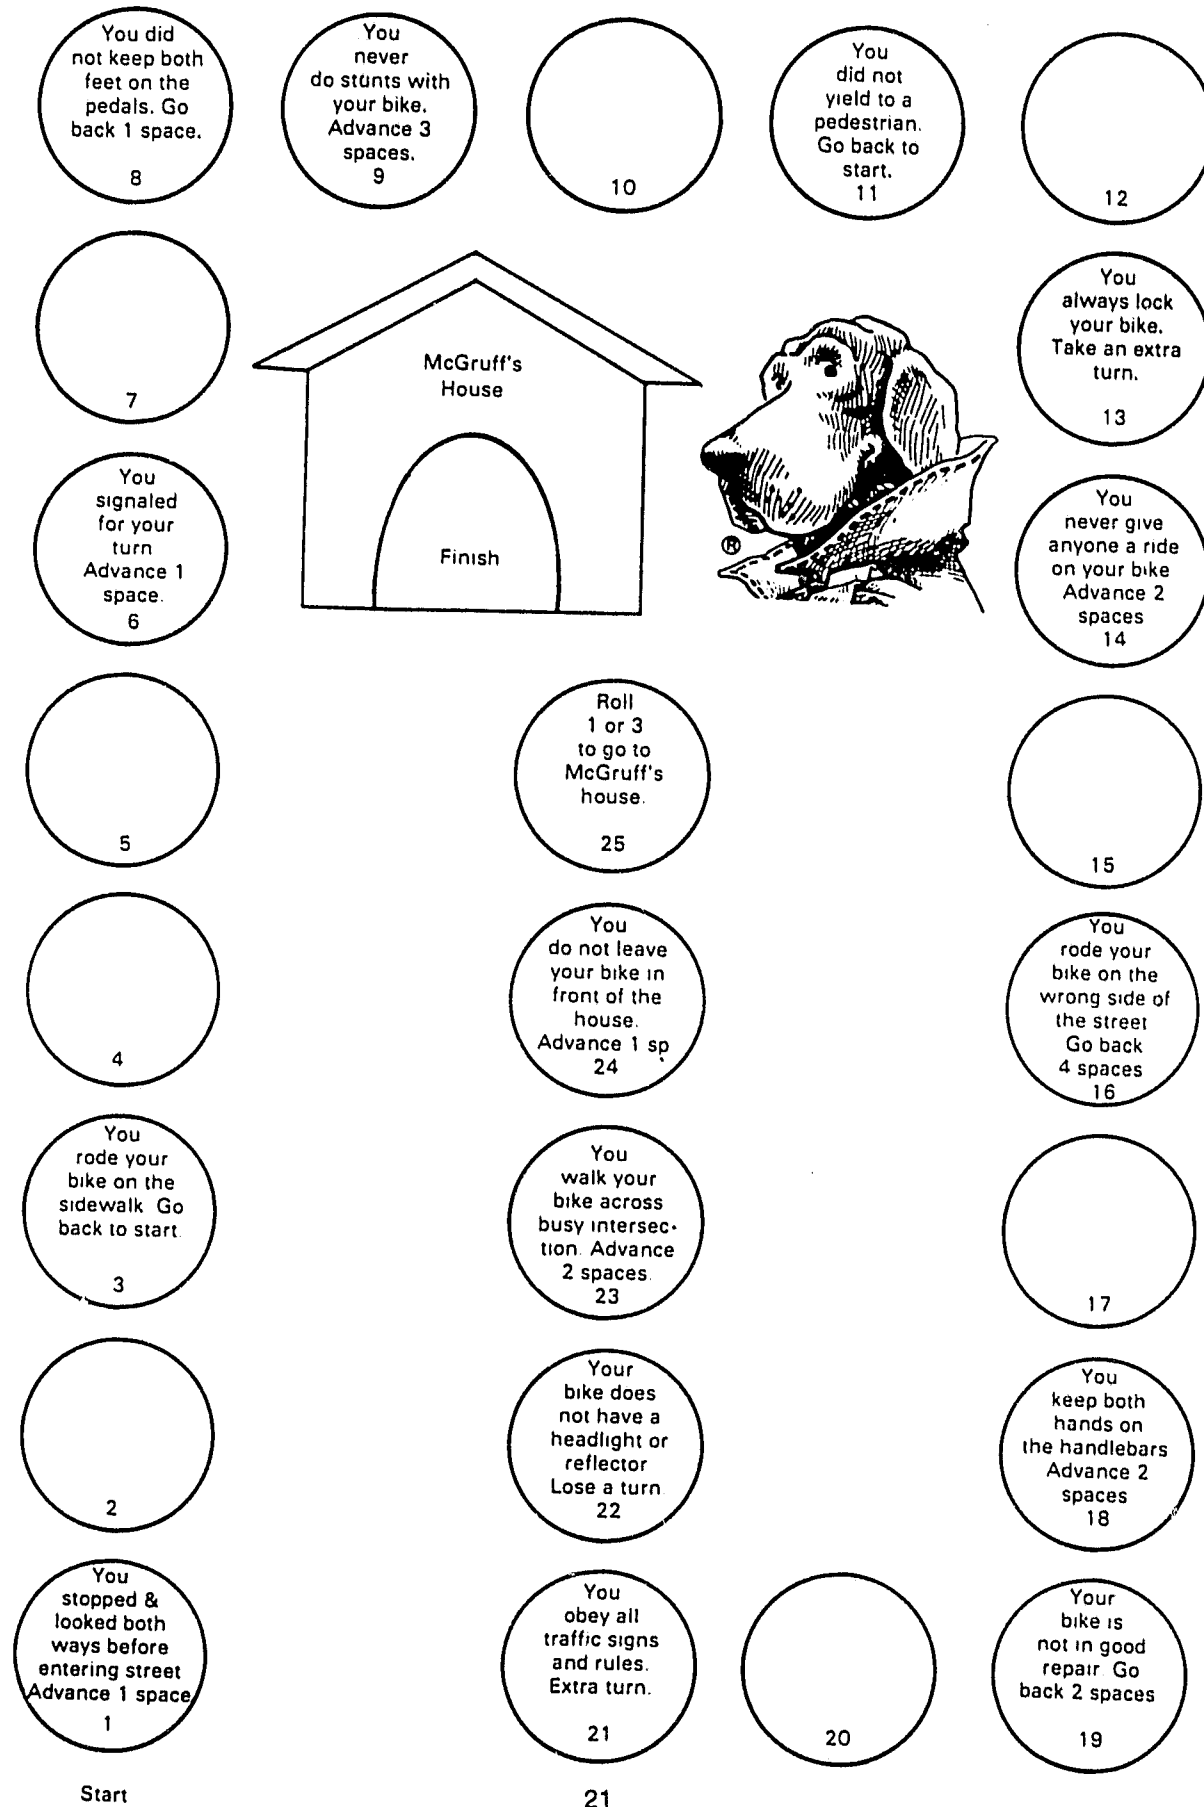 You did
not keep both
feet on the
pedals. Go
back 1 space.
8
You
never
do stunts with
your bike.
Advance 3
spaces.
9
10
You
did not
yield to a
pedestrian.
Go back to
start.
11
12
7
McGruff's
House
Finish
®
You
always lock
your bike.
Take an extra
turn.
13
You
signaled
for your
turn
Advance 1
space.
6
You
never give
anyone a ride
on your bike
Advance 2
spaces
14
5
Roll
1 or 3
to go to
McGruff's
house.
25
15
4
You
do not leave
your bike in
front of the
house.
Advance 1 sp
24
You
rode your
bike on the
wrong side of
the street
Go back
4 spaces
16
You
rode your
bike on the
sidewalk Go
back to start.
3
You
walk your
bike across
busy intersec-
tion. Advance
2 spaces.
23
17
2
Your
bike does
not have a
headlight or
reflector
Lose a turn.
22
You
keep both
hands on
the handlebars
Advance 2
spaces
18
You
stopped &
looked both
ways before
entering street
Advance 1 space
1
You
obey all
traffic signs
and rules.
Extra turn.
21
20
Your
bike is
not in good
repair. Go
back 2 spaces
19
Start
21